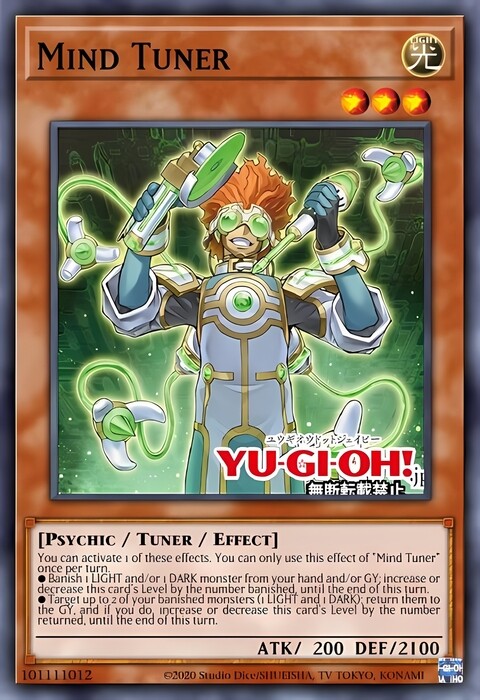 MIND TUNER
LIGHT
光
ユウギオウドットジェイピー
YU-GI-OH!
無断転載禁止
[PSYCHIC / TUNER / EFFECT]
You can activate 1 of these effects. You can only use this effect of "Mind Tuner"
once per turn.
●Banish 1 LIGHT and/or 1 DARK monster from your hand and/or GY; increase or
decrease this card's Level by the number banished, until the end of this turn.
●Target up to 2 of your banished monsters (1 LIGHT and 1 DARK); return them to
the GY, and if you do, increase or decrease this card's Level by the number
returned, until the end of this turn.
ATK/ 200 DEF/2100
101111012
©2020 Studio Dice/SHUEISHA, TV TOKYO, KONAMI